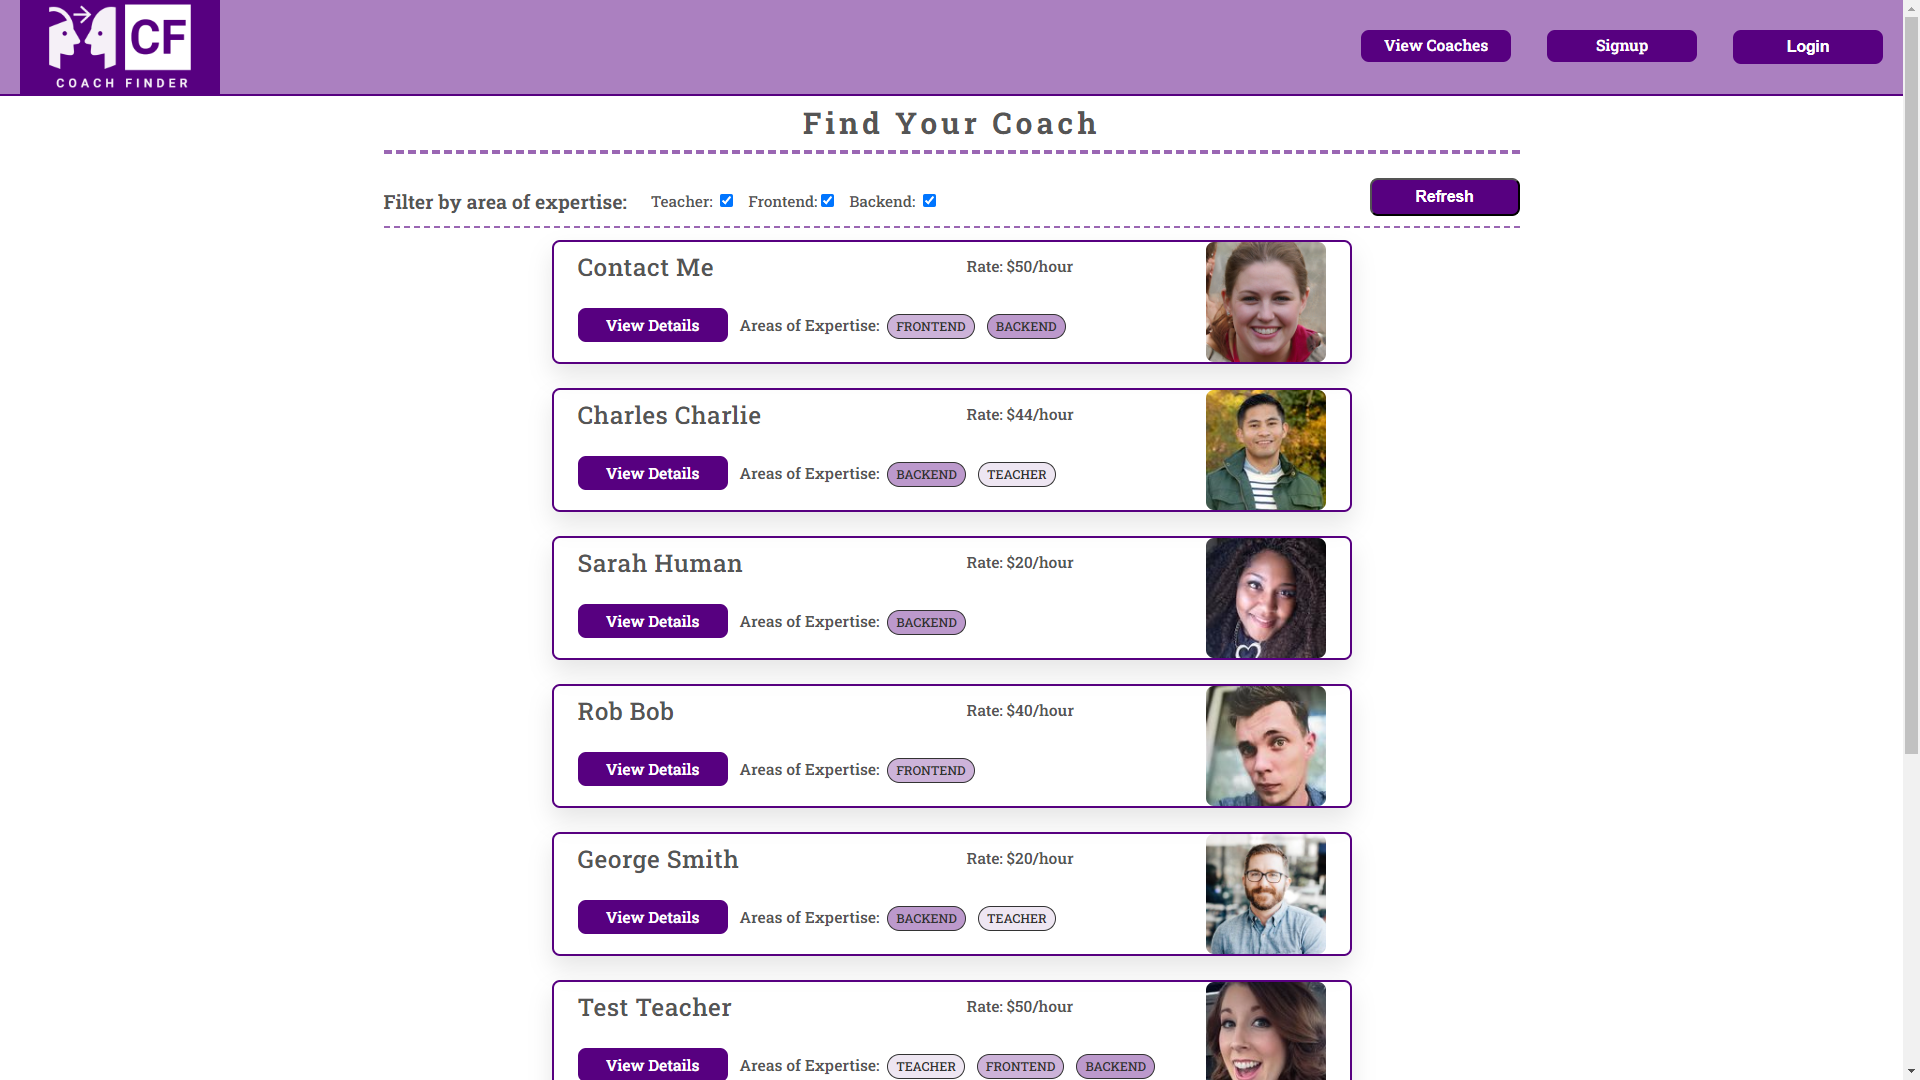 CF
COACH FINDER
View Coaches Signup Login
Find Your Coach
Filter by area of expertise: Teacher: Frontend: Backend: Refresh
Contact Me Rate: $50/hour
View Details Areas of Expertise: FRONTEND BACKEND
Charles Charlie Rate: $44/hour
View Details Areas of Expertise: BACKEND TEACHER
Sarah Human Rate: $20/hour
View Details Areas of Expertise: BACKEND
Rob Bob Rate: $40/hour
View Details Areas of Expertise: FRONTEND
George Smith Rate: $20/hour
View Details Areas of Expertise: BACKEND TEACHER
Test Teacher Rate: $50/hour
View Details Areas of Expertise: TEACHER FRONTEND BACKEND